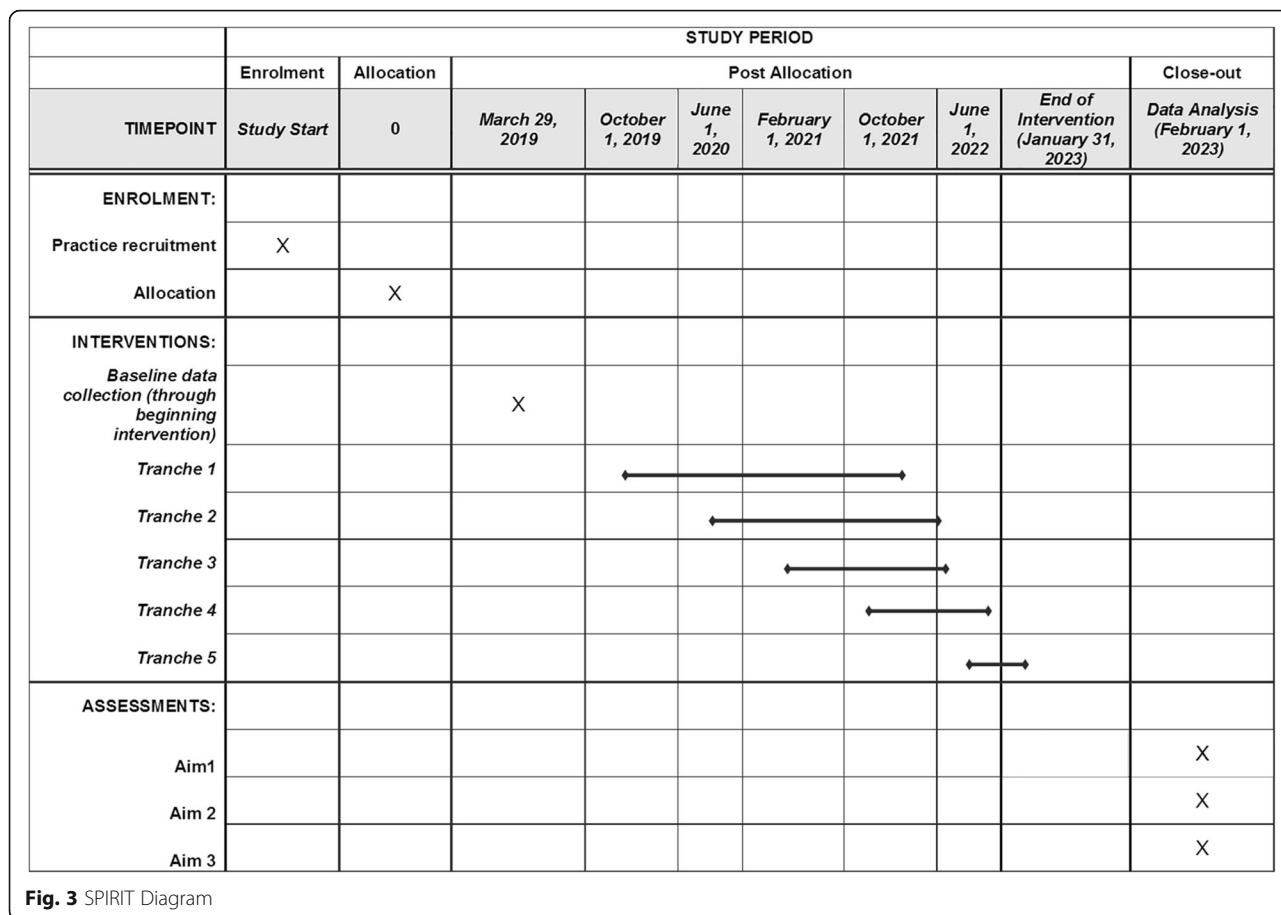 STUDY PERIOD
Enrolment Allocation Post Allocation Close-out
TIMEPOINT Study Start 0 March 29, 2019 October 1, 2019 June 1, 2020 February 1, 2021 October 1, 2021 June 1, 2022 End of Intervention (January 31, 2023) Data Analysis (February 1, 2023)
ENROLMENT:
Practice recruitment X
Allocation X
INTERVENTIONS:
Baseline data
collection (through
beginning
intervention) X
Tranche 1
Tranche 2
Tranche 3
Tranche 4
Tranche 5
ASSESSMENTS:
Aim1 X
Aim 2 X
Aim 3 X
Fig. 3 SPIRIT Diagram